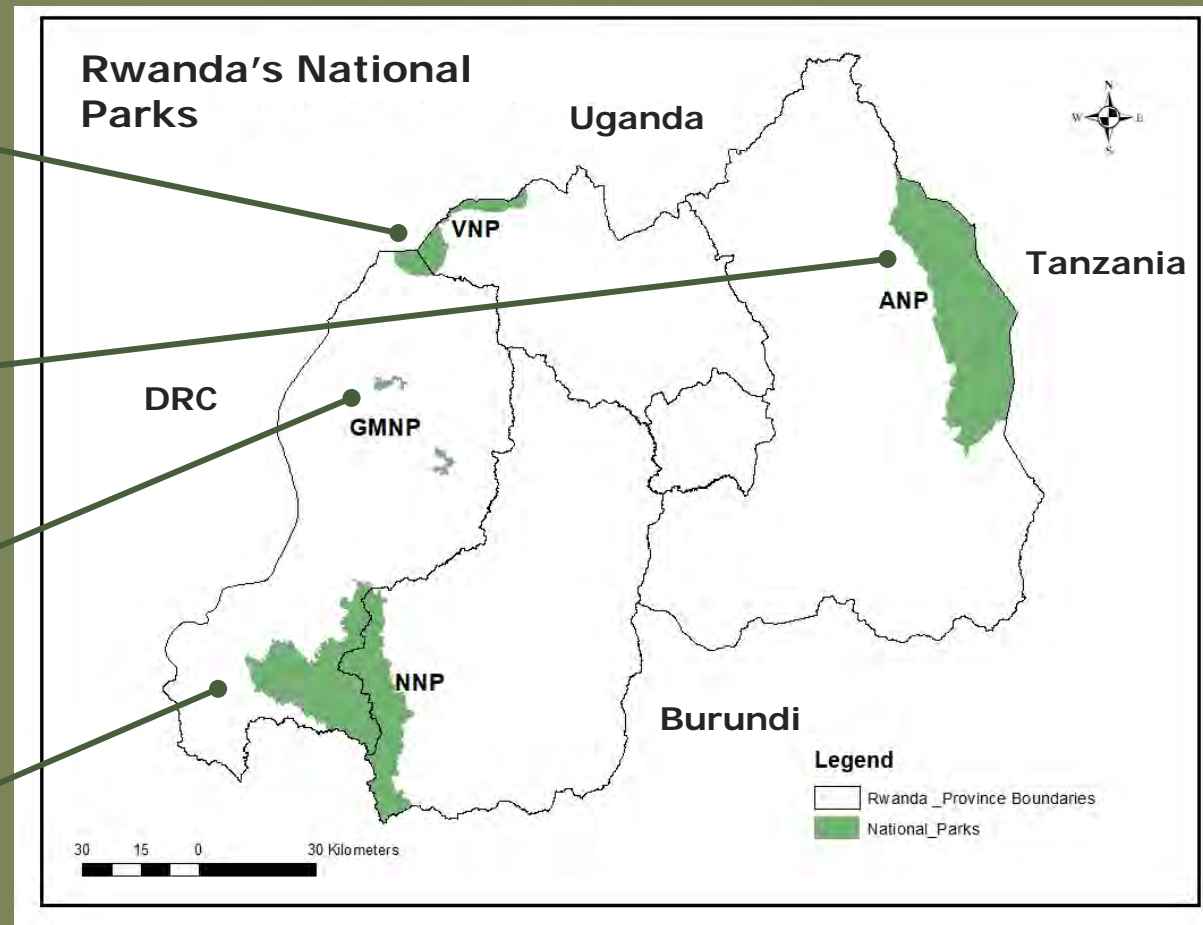 Rwanda's National
Parks
Uganda
N
W E
S
VNP
Tanzania
ANP
DRC
GMNP
NNP
Burundi
Legend
Rwanda _Province Boundaries
National_Parks
30 15 0 30 Kilometers